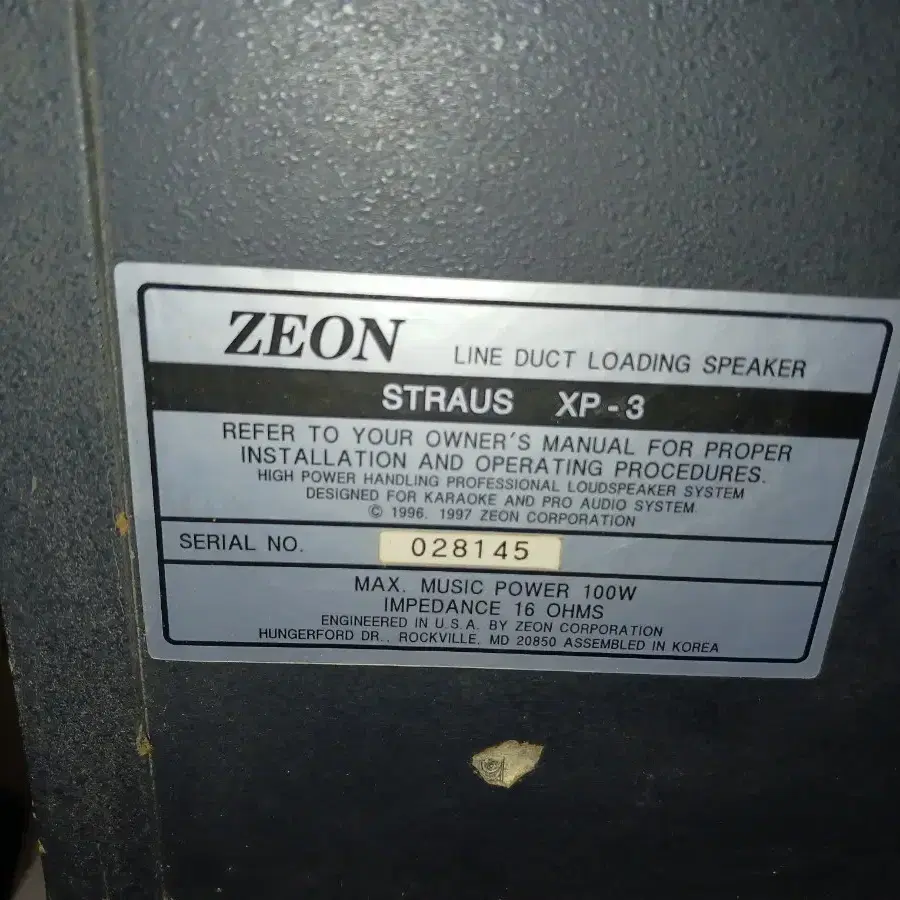 ZEON LINE DUCT LOADING SPEAKER
STRAUS XP-3
REFER TO YOUR OWNER'S MANUAL FOR PROPER
INSTALLATION AND OPERATING PROCEDURES.
HIGH POWER HANDLING PROFESSIONAL LOUDSPEAKER SYSTEM
DESIGNED FOR KARAOKE AND PRO AUDIO SYSTEM.
© 1996, 1997 ZEON CORPORATION
SERIAL NO. 028145
MAX. MUSIC POWER 100W
IMPEDANCE 16 OHMS
ENGINEERED IN U.S.A. BY ZEON CORPORATION
HUNGERFORD DR., ROCKVILLE, MD 20850 ASSEMBLED IN KOREA